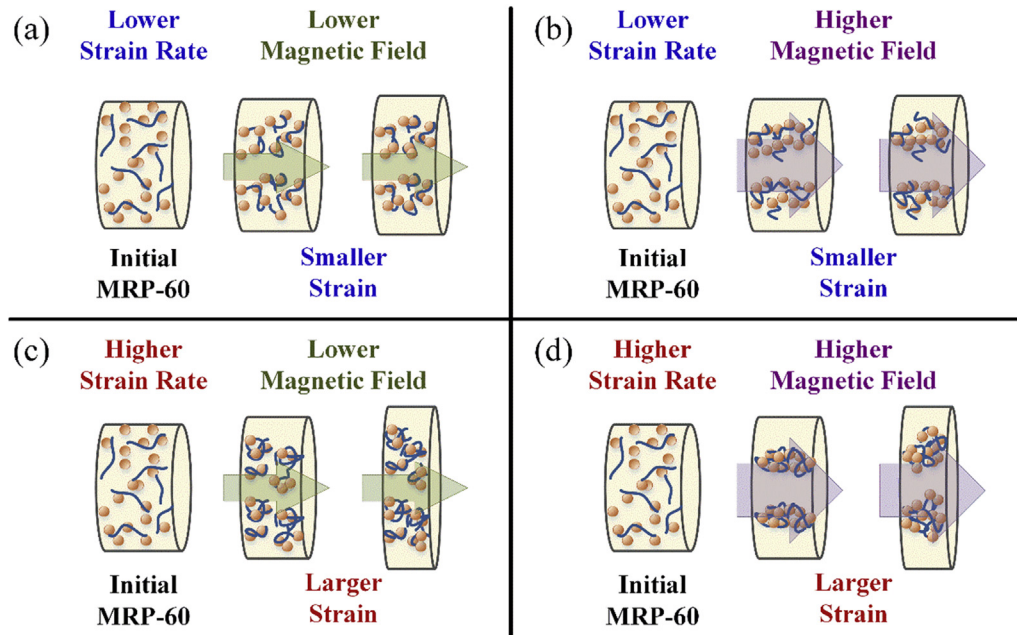 (a)
Lower
Strain Rate
Lower
Magnetic Field
Initial
MRP-60
Smaller
Strain
(b)
Lower
Strain Rate
Higher
Magnetic Field
Initial
MRP-60
Smaller
Strain
(c)
Higher
Strain Rate
Lower
Magnetic Field
Initial
MRP-60
Larger
Strain
(d)
Higher
Strain Rate
Higher
Magnetic Field
Initial
MRP-60
Larger
Strain